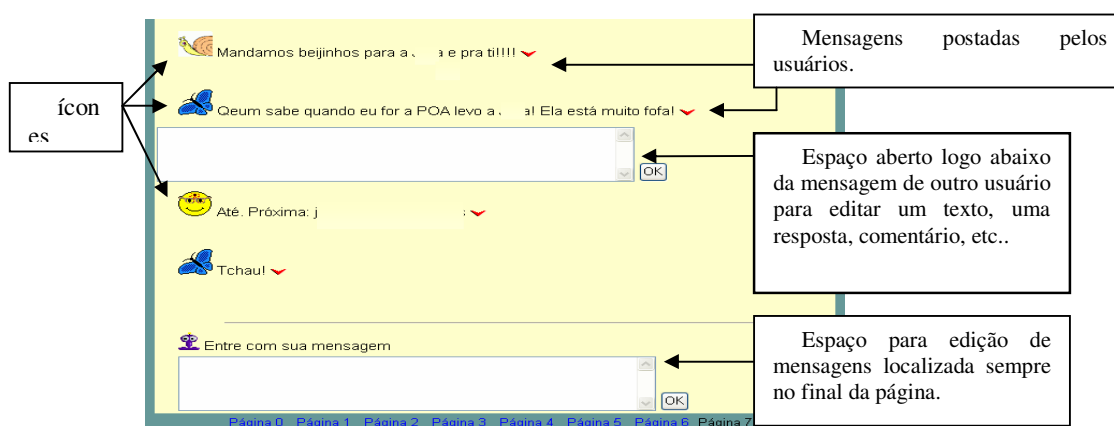 Mandamos beijinhos para a a e pra ti!!!!
Mensagens postadas pelos
usuários.
ícon
es
Qeum sabe quando eu for a POA levo a a! Ela está muito fofa!
OK
Espaço aberto logo abaixo
da mensagem de outro usuário
para editar um texto, uma
resposta, comentário, etc..
Até. Próxima: j
Tchau!
Entre com sua mensagem
OK
Espaço para edição de
mensagens localizada sempre
no final da página.
Página 0 Página 1 Página 2 Página 3 Página 4 Página 5 Página 6 Página 7